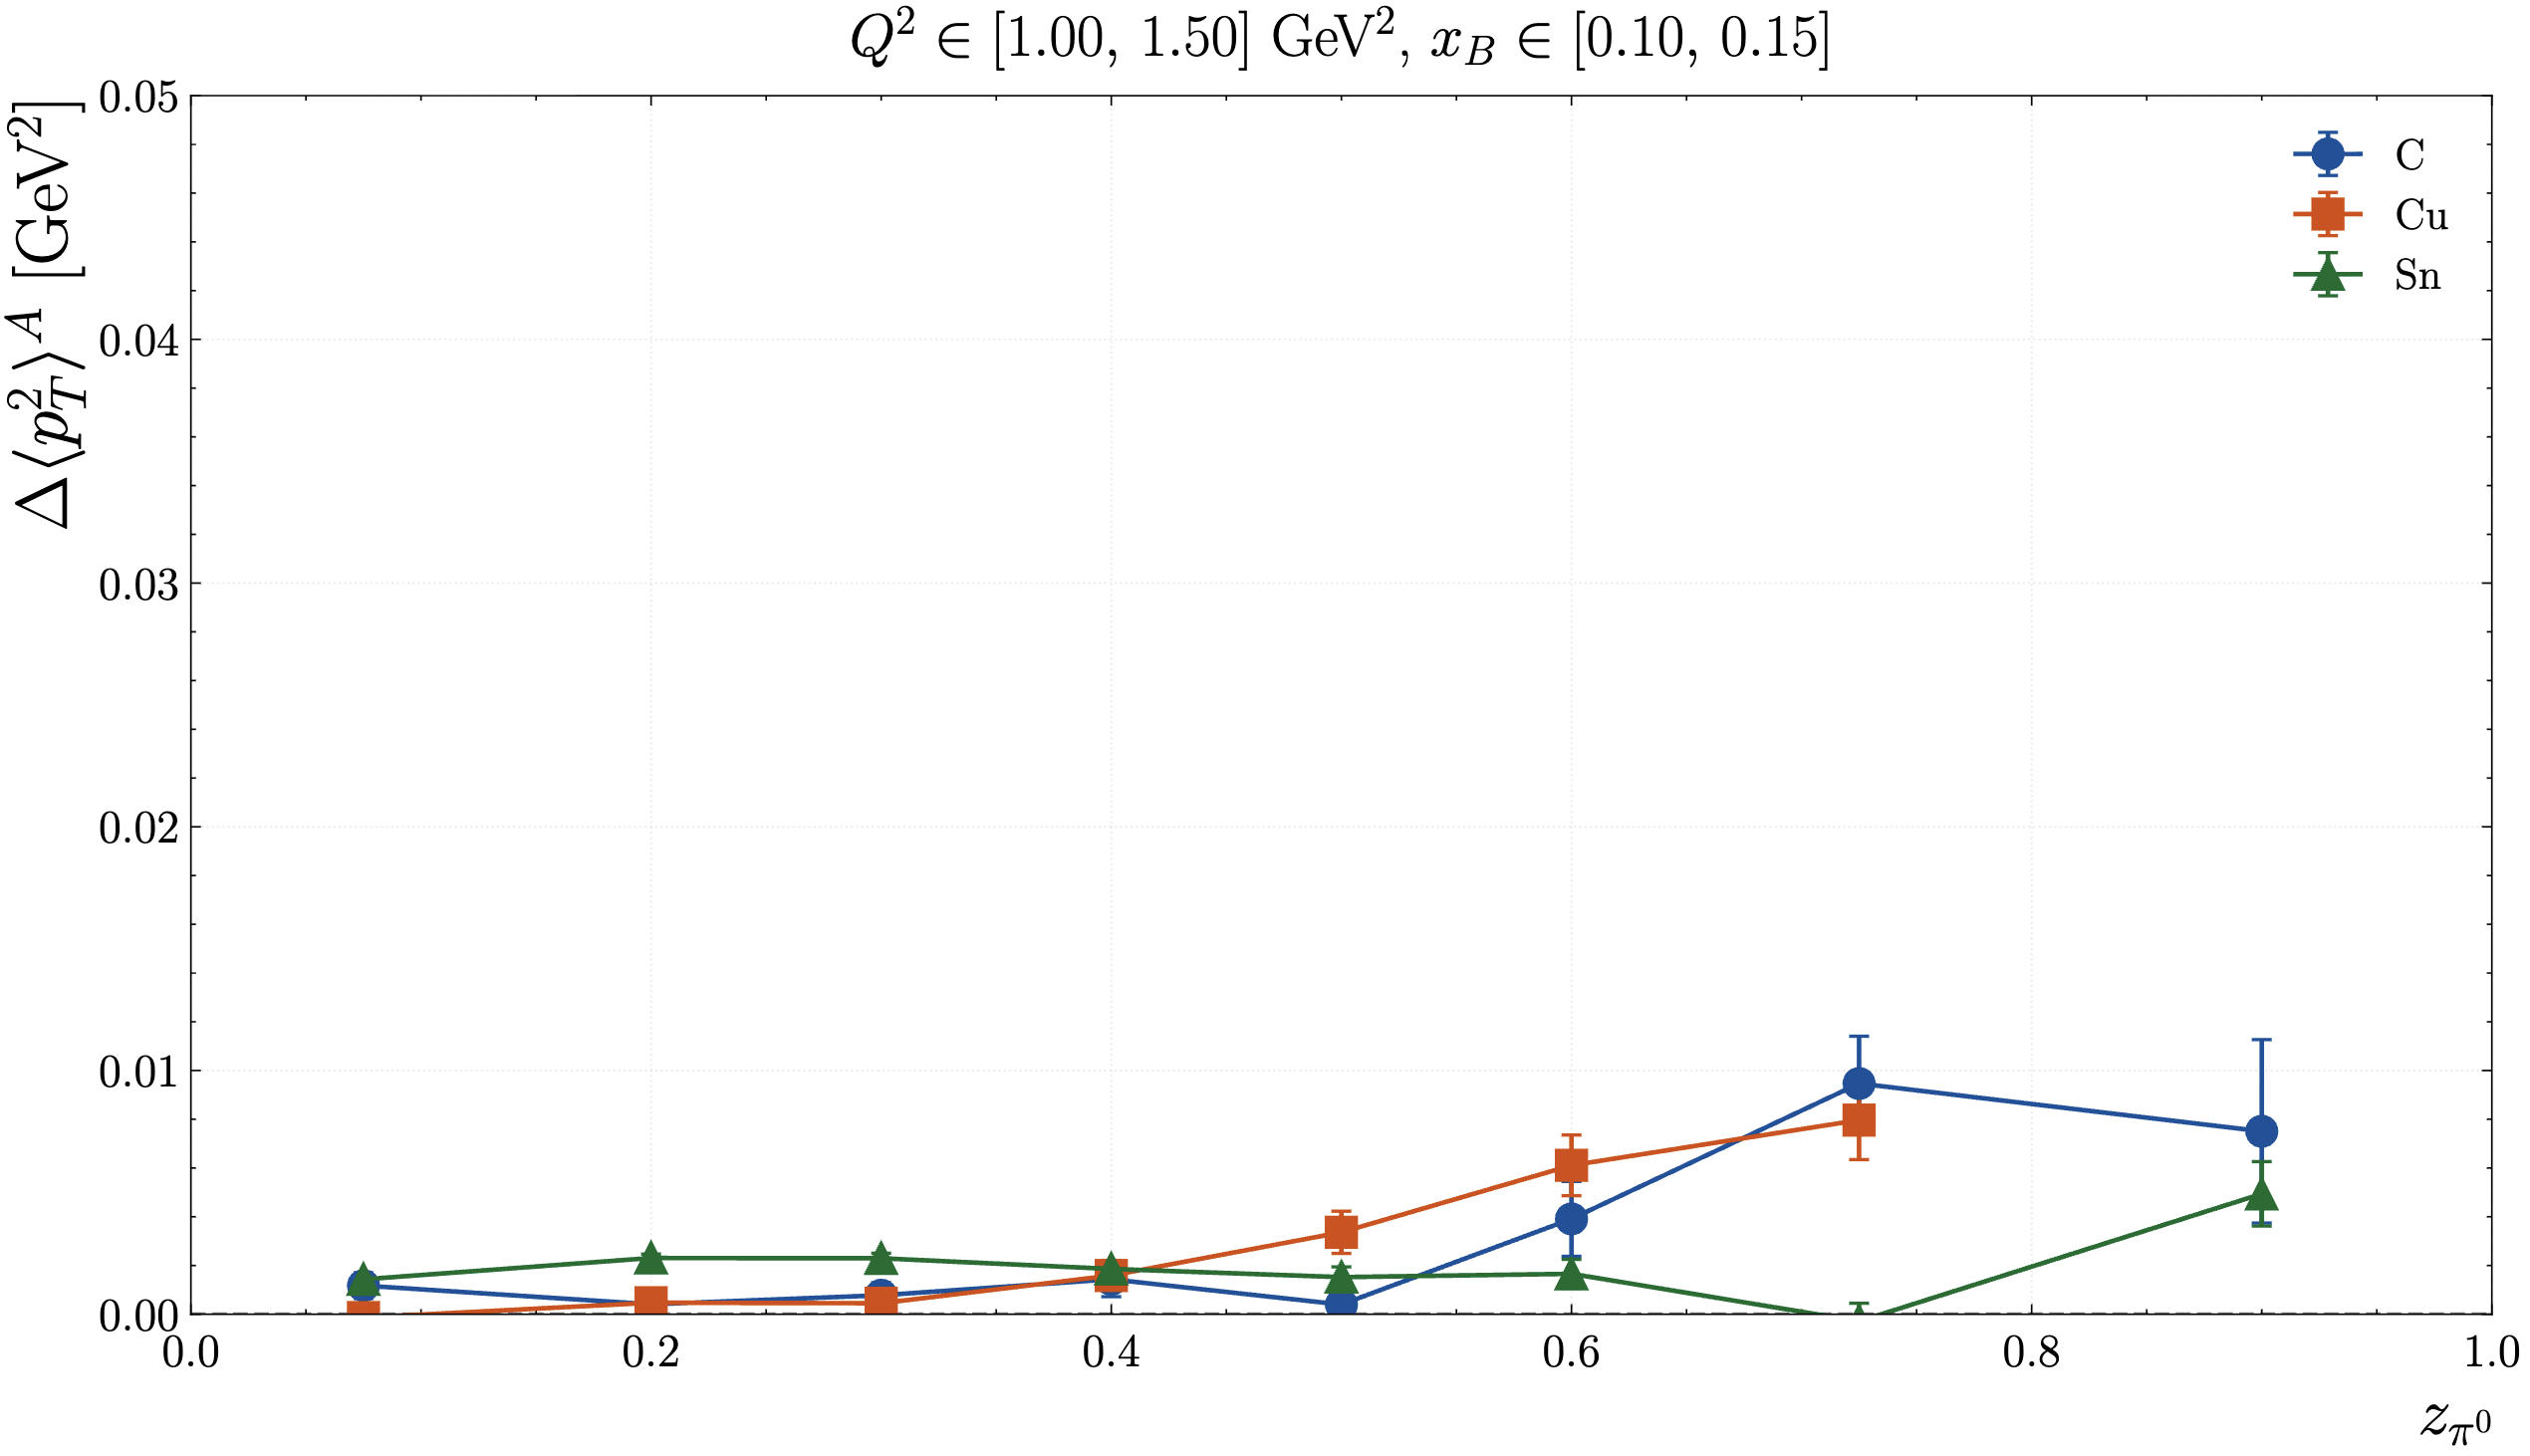 Q² ∈ [1.00, 1.50] GeV², x_B ∈ [0.10, 0.15]
Δ⟨p_T²⟩^A [GeV²]
0.05
0.04
0.03
0.02
0.01
0.00
C
Cu
Sn
0.0 0.2 0.4 0.6 0.8 1.0
z_π⁰